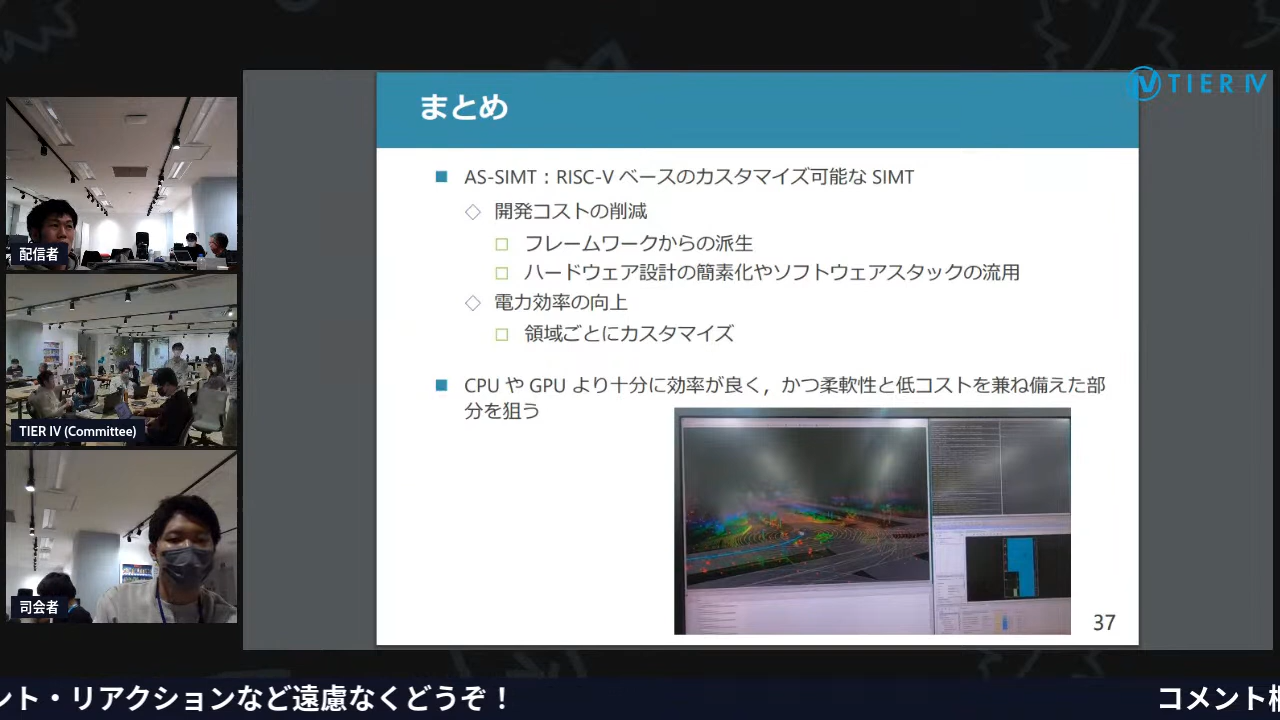 TIER IV
まとめ
AS-SIMT：RISC-V ベースのカスタマイズ可能な SIMT
開発コストの削減
フレームワークからの派生
ハードウェア設計の簡素化やソフトウェアスタックの流用
電力効率の向上
領域ごとにカスタマイズ
CPU や GPU より十分に効率が良く，かつ柔軟性と低コストを兼ね備えた部
分を狙う
37
配信者
TIER IV (Committee)
司会者
ント・リアクションなど遠慮なくどうぞ！
コメント